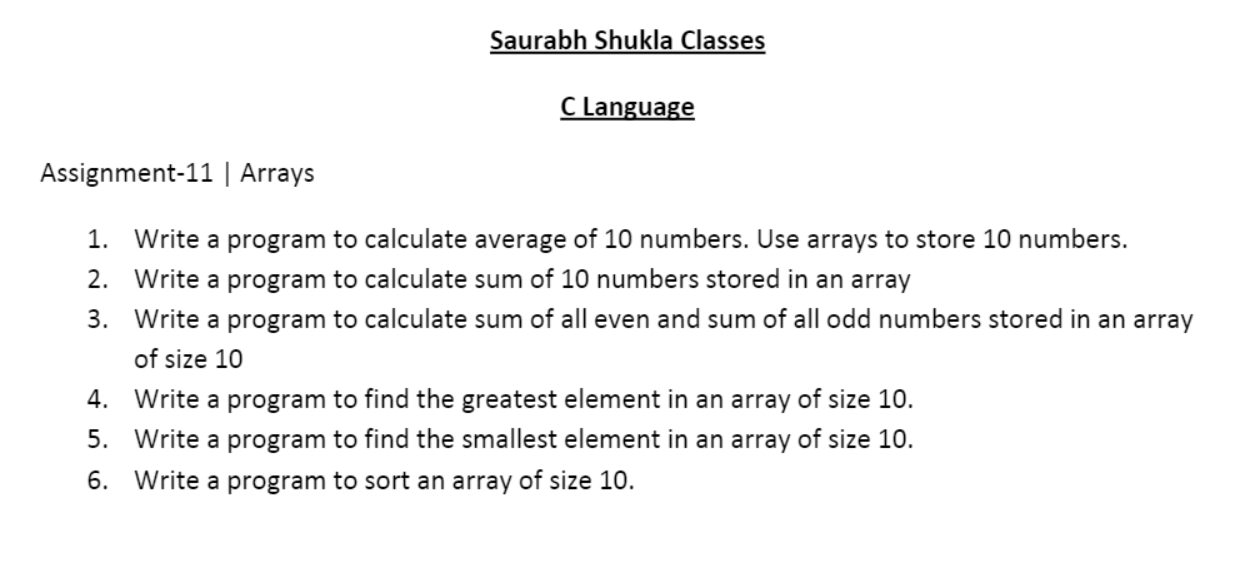 Saurabh Shukla Classes
C Language
Assignment-11 | Arrays
1. Write a program to calculate average of 10 numbers. Use arrays to store 10 numbers.
2. Write a program to calculate sum of 10 numbers stored in an array
3. Write a program to calculate sum of all even and sum of all odd numbers stored in an array
of size 10
4. Write a program to find the greatest element in an array of size 10.
5. Write a program to find the smallest element in an array of size 10.
6. Write a program to sort an array of size 10.